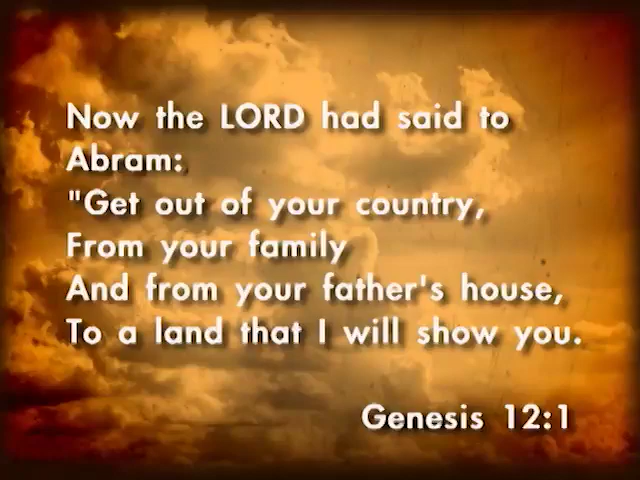 Now the LORD had said to
Abram:
"Get out of your country,
From your family
And from your father's house,
To a land that I will show you.
Genesis 12:1